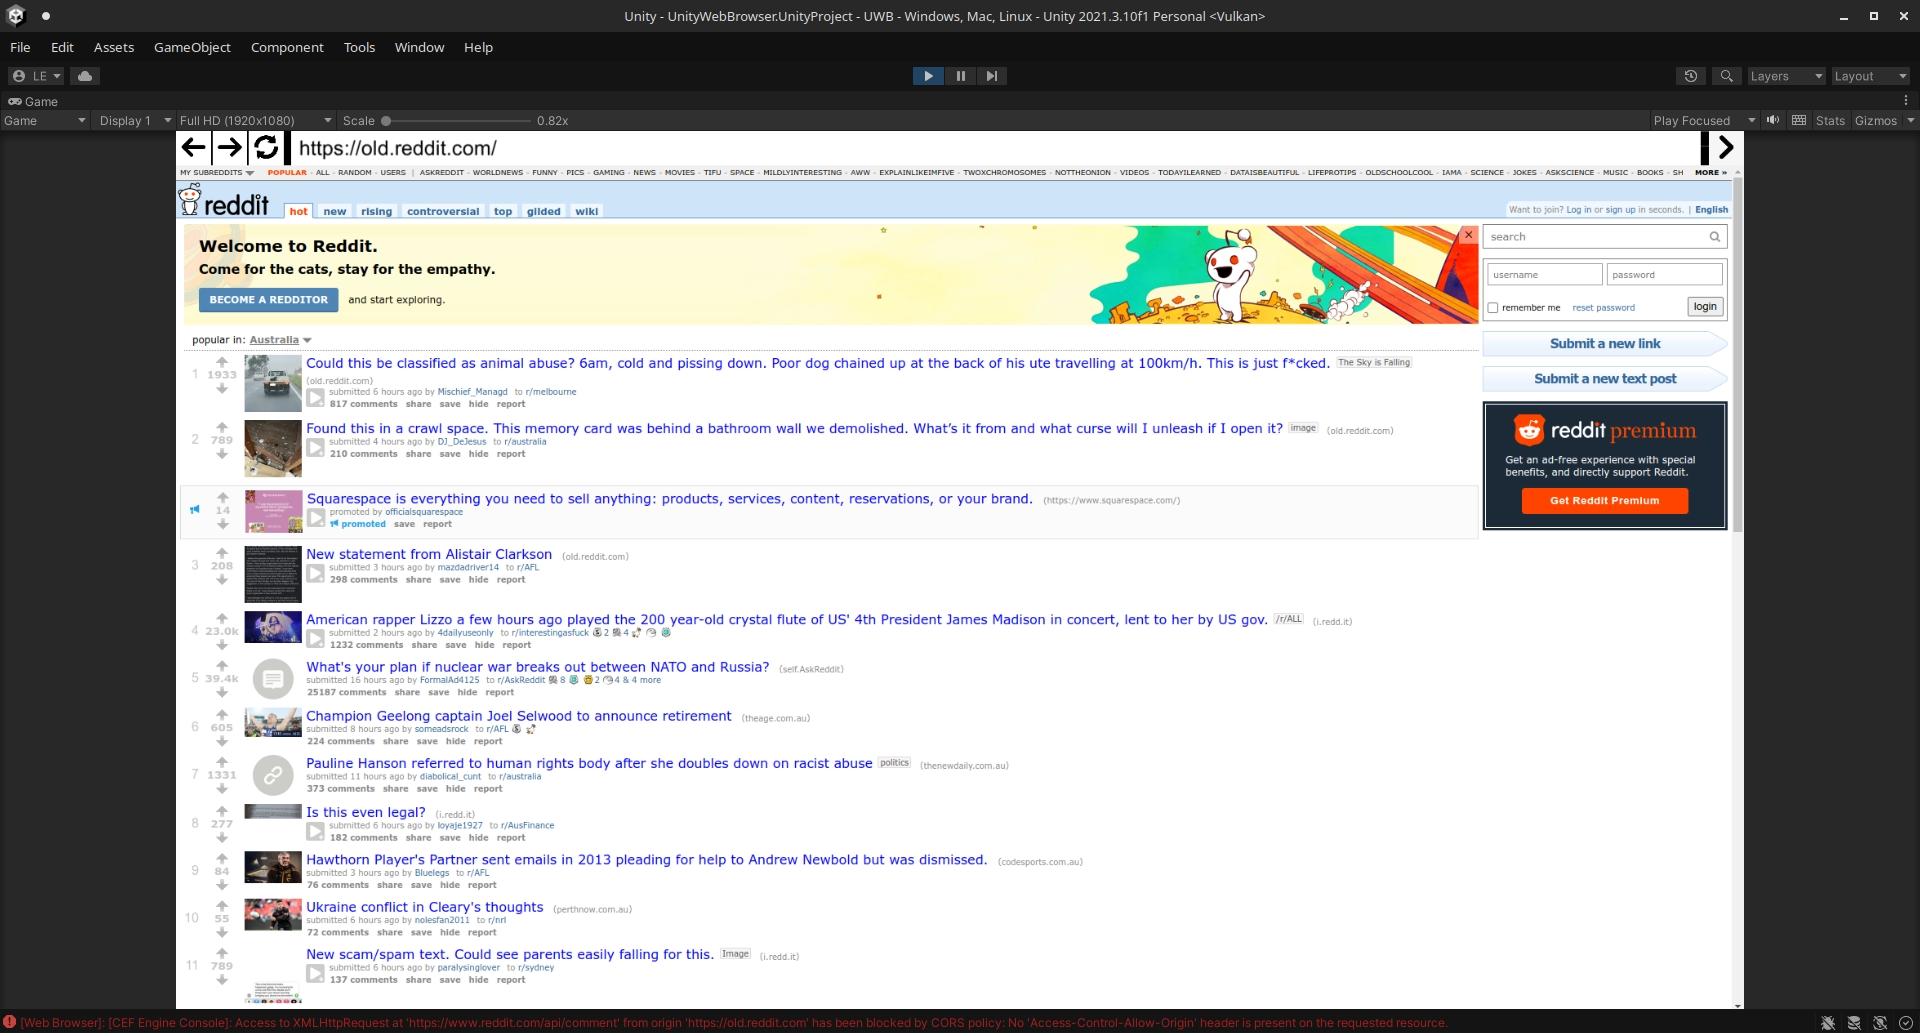 Unity - UnityWebBrowser.UnityProject - UWB - Windows, Mac, Linux - Unity 2021.3.10f1 Personal <Vulkan>
File Edit Assets GameObject Component Tools Window Help
LE Layers Layout
Game
Game Display 1 Full HD (1920x1080) Scale 0.82x Play Focused Stats Gizmos
https://old.reddit.com/
MY SUBREDDITS POPULAR - ALL - RANDOM - USERS | ASKREDDIT - WORLDNEWS - FUNNY - PICS - GAMING - NEWS - MOVIES - TIFU - SPACE - MILDLYINTERESTING - AWW - EXPLAINLIKEIMFIVE - TWOXCHROMOSOMES - NOTTHEONION - VIDEOS - TODAYILEARNED - DATAISBEAUTIFUL - LIFEPROTIPS - OLDSCHOOLCOOL - IAMA - SCIENCE - JOKES - ASKSCIENCE - MUSIC - BOOKS - SH MORE »
reddit hot new rising controversial top gilded wiki
Want to join? Log in or sign up in seconds. | English
Welcome to Reddit.
Come for the cats, stay for the empathy.
BECOME A REDDITOR and start exploring.
search
username password
remember me reset password login
Submit a new link
Submit a new text post
reddit premium
Get an ad-free experience with special
benefits, and directly support Reddit.
Get Reddit Premium
popular in: Australia
1 1933 Could this be classified as animal abuse? 6am, cold and pissing down. Poor dog chained up at the back of his ute travelling at 100km/h. This is just f*cked. The Sky is Falling
(old.reddit.com)
submitted 6 hours ago by Mischief_Managd to r/melbourne
817 comments share save hide report
2 789 Found this in a crawl space. This memory card was behind a bathroom wall we demolished. What's it from and what curse will I unleash if I open it? image (old.reddit.com)
submitted 4 hours ago by DJ_DeJesus to r/australia
210 comments share save hide report
14 Squarespace is everything you need to sell anything: products, services, content, reservations, or your brand. (https://www.squarespace.com/)
promoted by officialsquarespace
promoted save report
3 208 New statement from Alistair Clarkson (old.reddit.com)
submitted 3 hours ago by mazdadriver14 to r/AFL
298 comments share save hide report
4 23.0k American rapper Lizzo a few hours ago played the 200 year-old crystal flute of US' 4th President James Madison in concert, lent to her by US gov. /r/ALL (i.redd.it)
submitted 2 hours ago by 4dailyuseonly to r/interestingasfuck 2 4
1232 comments share save hide report
5 39.4k What's your plan if nuclear war breaks out between NATO and Russia? (self.AskReddit)
submitted 16 hours ago by FormalAd4125 to r/AskReddit 8 2 4 & 4 more
25187 comments share save hide report
6 605 Champion Geelong captain Joel Selwood to announce retirement (theage.com.au)
submitted 8 hours ago by someadsrock to r/AFL
224 comments share save hide report
7 1331 Pauline Hanson referred to human rights body after she doubles down on racist abuse politics (thenewdaily.com.au)
submitted 11 hours ago by diabolical_cunt to r/australia
373 comments share save hide report
8 277 Is this even legal? (i.redd.it)
submitted 6 hours ago by loyaje1927 to r/AusFinance
182 comments share save hide report
9 84 Hawthorn Player's Partner sent emails in 2013 pleading for help to Andrew Newbold but was dismissed. (codesports.com.au)
submitted 3 hours ago by Bluelegs to r/AFL
76 comments share save hide report
10 55 Ukraine conflict in Cleary's thoughts (perthnow.com.au)
submitted 6 hours ago by nolesfan2011 to r/nrl
72 comments share save hide report
11 789 New scam/spam text. Could see parents easily falling for this. Image (i.redd.it)
submitted 6 hours ago by paralysinglover to r/sydney
137 comments share save hide report
[Web Browser]: [CEF Engine Console]: Access to XMLHttpRequest at 'https://www.reddit.com/api/comment' from origin 'https://old.reddit.com' has been blocked by CORS policy: No 'Access-Control-Allow-Origin' header is present on the requested resource.